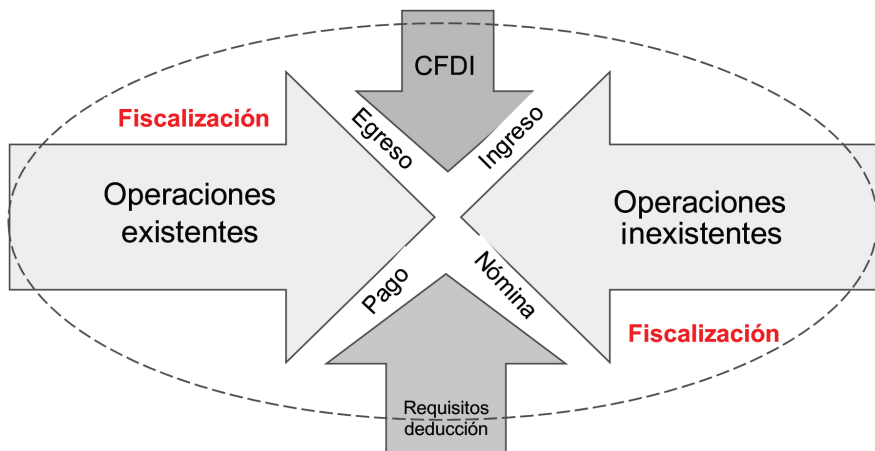 CFDI
Fiscalización
Egreso
Ingreso
Operaciones
existentes
Operaciones
inexistentes
Pago
Nómina
Fiscalización
Requisitos
deducción